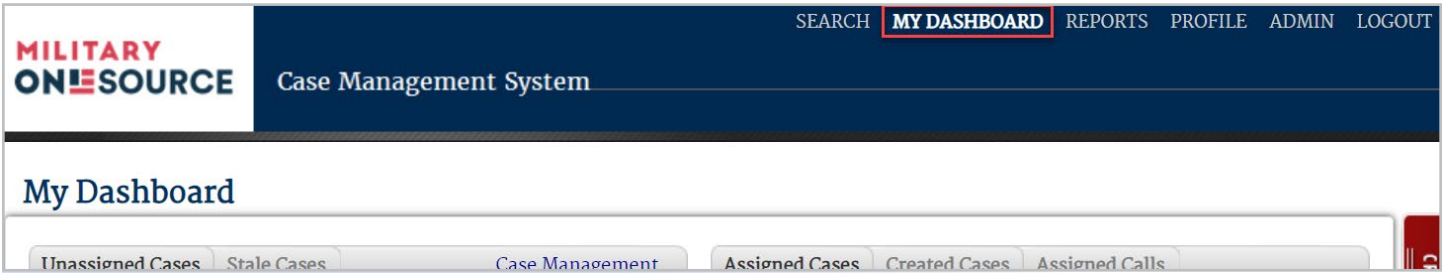 SEARCH MY DASHBOARD REPORTS PROFILE ADMIN LOGOUT
MILITARY
ONESOURCE
Case Management System
My Dashboard
Unassigned Cases Stale Cases Case Management Assigned Cases Created Cases Assigned Calls